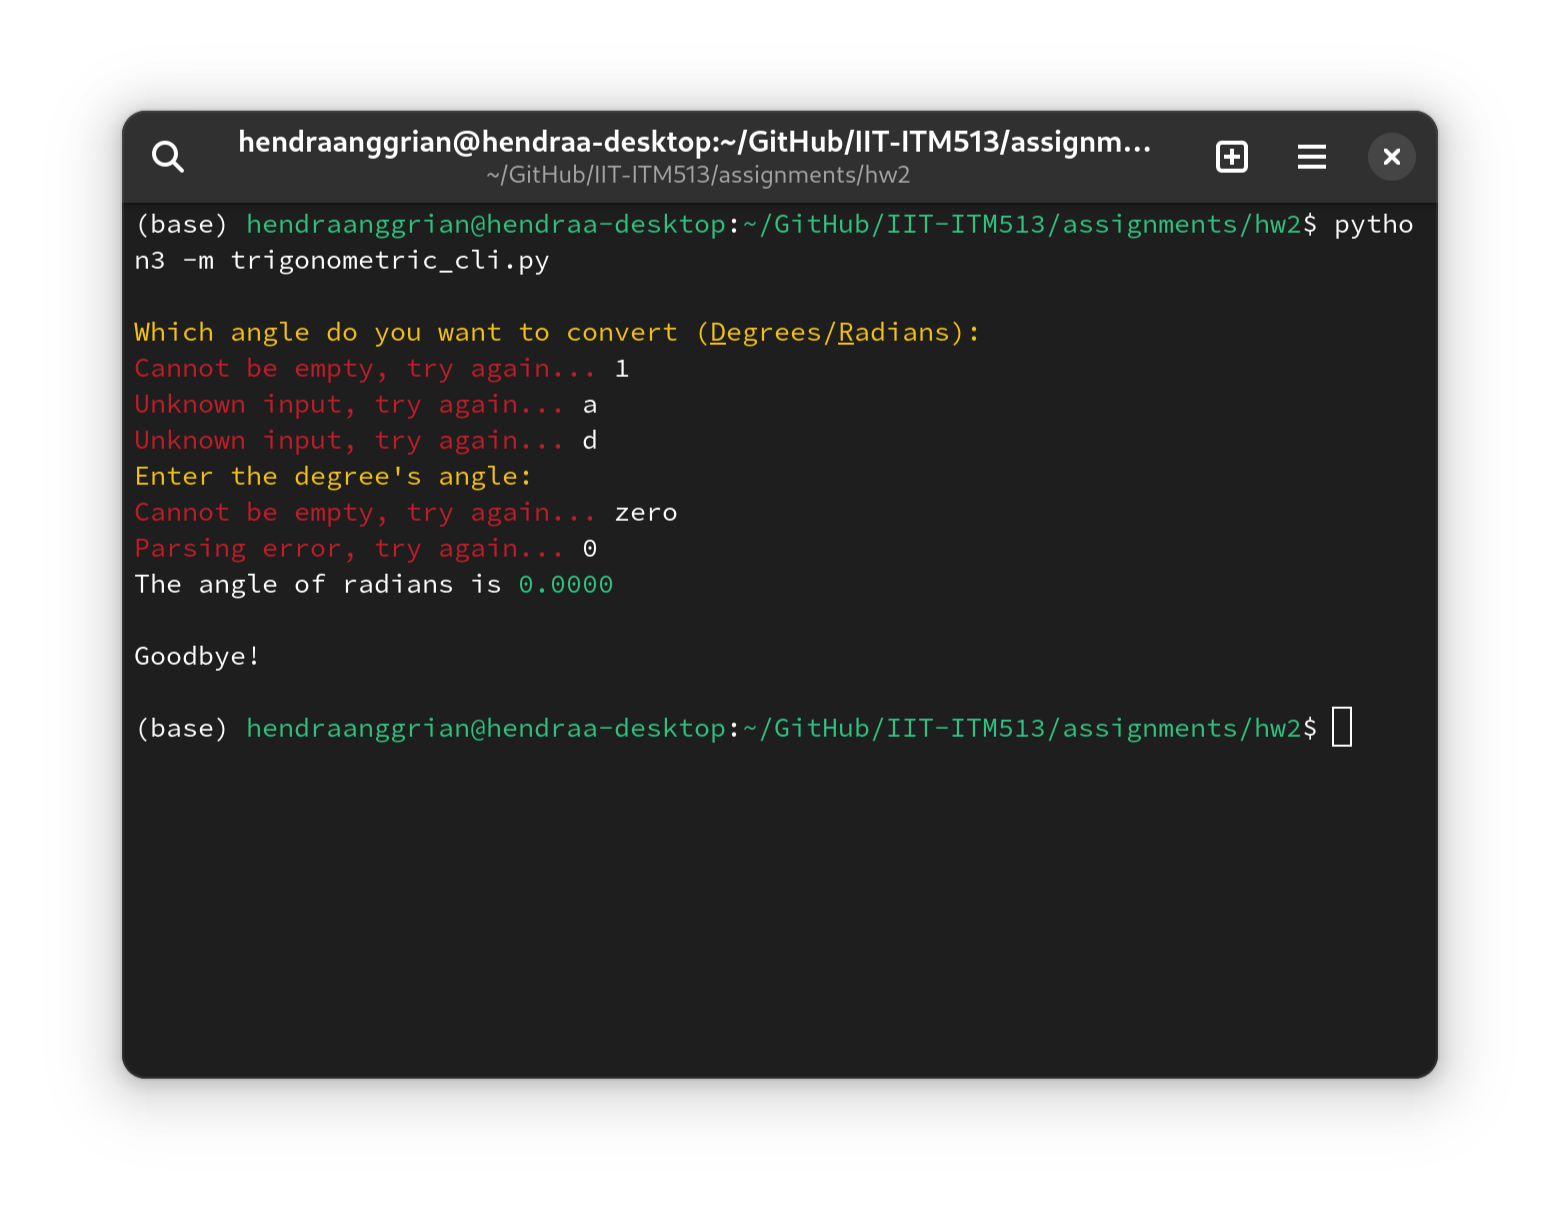 hendraanggrian@hendraa-desktop:~/GitHub/IIT-ITM513/assignm...
~/GitHub/IIT-ITM513/assignments/hw2
(base) hendraanggrian@hendraa-desktop:~/GitHub/IIT-ITM513/assignments/hw2$ pytho
n3 -m trigonometric_cli.py
Which angle do you want to convert (Degrees/Radians):
Cannot be empty, try again... 1
Unknown input, try again... a
Unknown input, try again... d
Enter the degree's angle:
Cannot be empty, try again... zero
Parsing error, try again... 0
The angle of radians is 0.0000
Goodbye!
(base) hendraanggrian@hendraa-desktop:~/GitHub/IIT-ITM513/assignments/hw2$